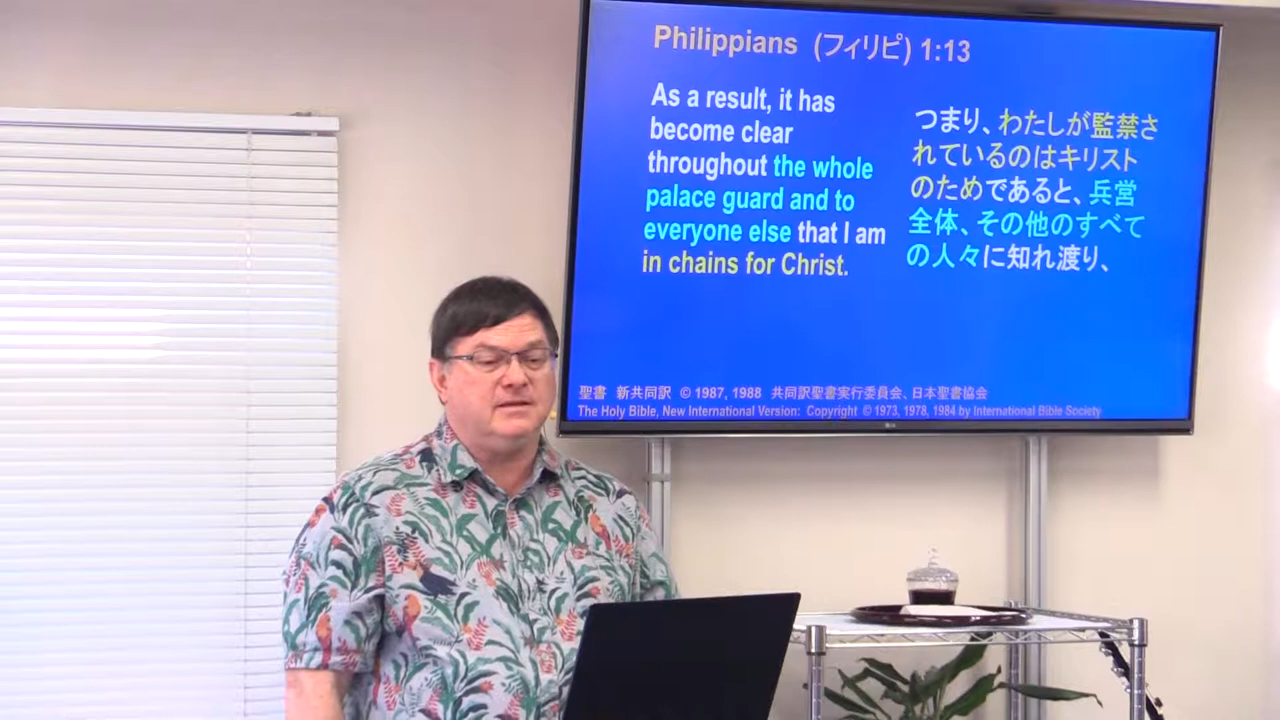 Philippians (フィリピ) 1:13
As a result, it has
become clear
throughout the whole
palace guard and to
everyone else that I am
in chains for Christ.
つまり、わたしが監禁さ
れているのはキリスト
のためであると、兵営
全体、その他のすべて
の人々に知れ渡り、
聖書 新共同訳 © 1987, 1988 共同訳聖書実行委員会、日本聖書協会
The Holy Bible, New International Version: Copyright © 1973, 1978, 1984 by International Bible Society
LG